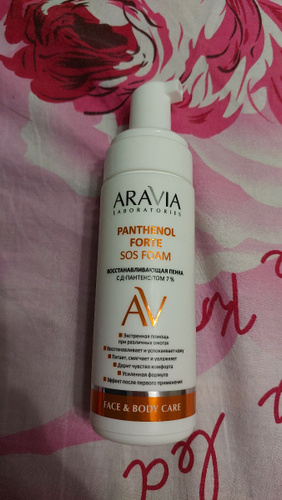 ARAVIA
LABORATORIES
PANTHENOL
FORTE
SOS FOAM
ВОССТАНАВЛИВАЮЩАЯ ПЕНКА
С Д-ПАНТЕНОЛОМ 7%
AV
Экстренная помощь
при различных ожогах
Восстанавливает и успокаивает кожу
Питает, смягчает и увлажняет
Дарит чувство комфорта
Усиленная формула
Эффект после первого применения
FACE & BODY CARE